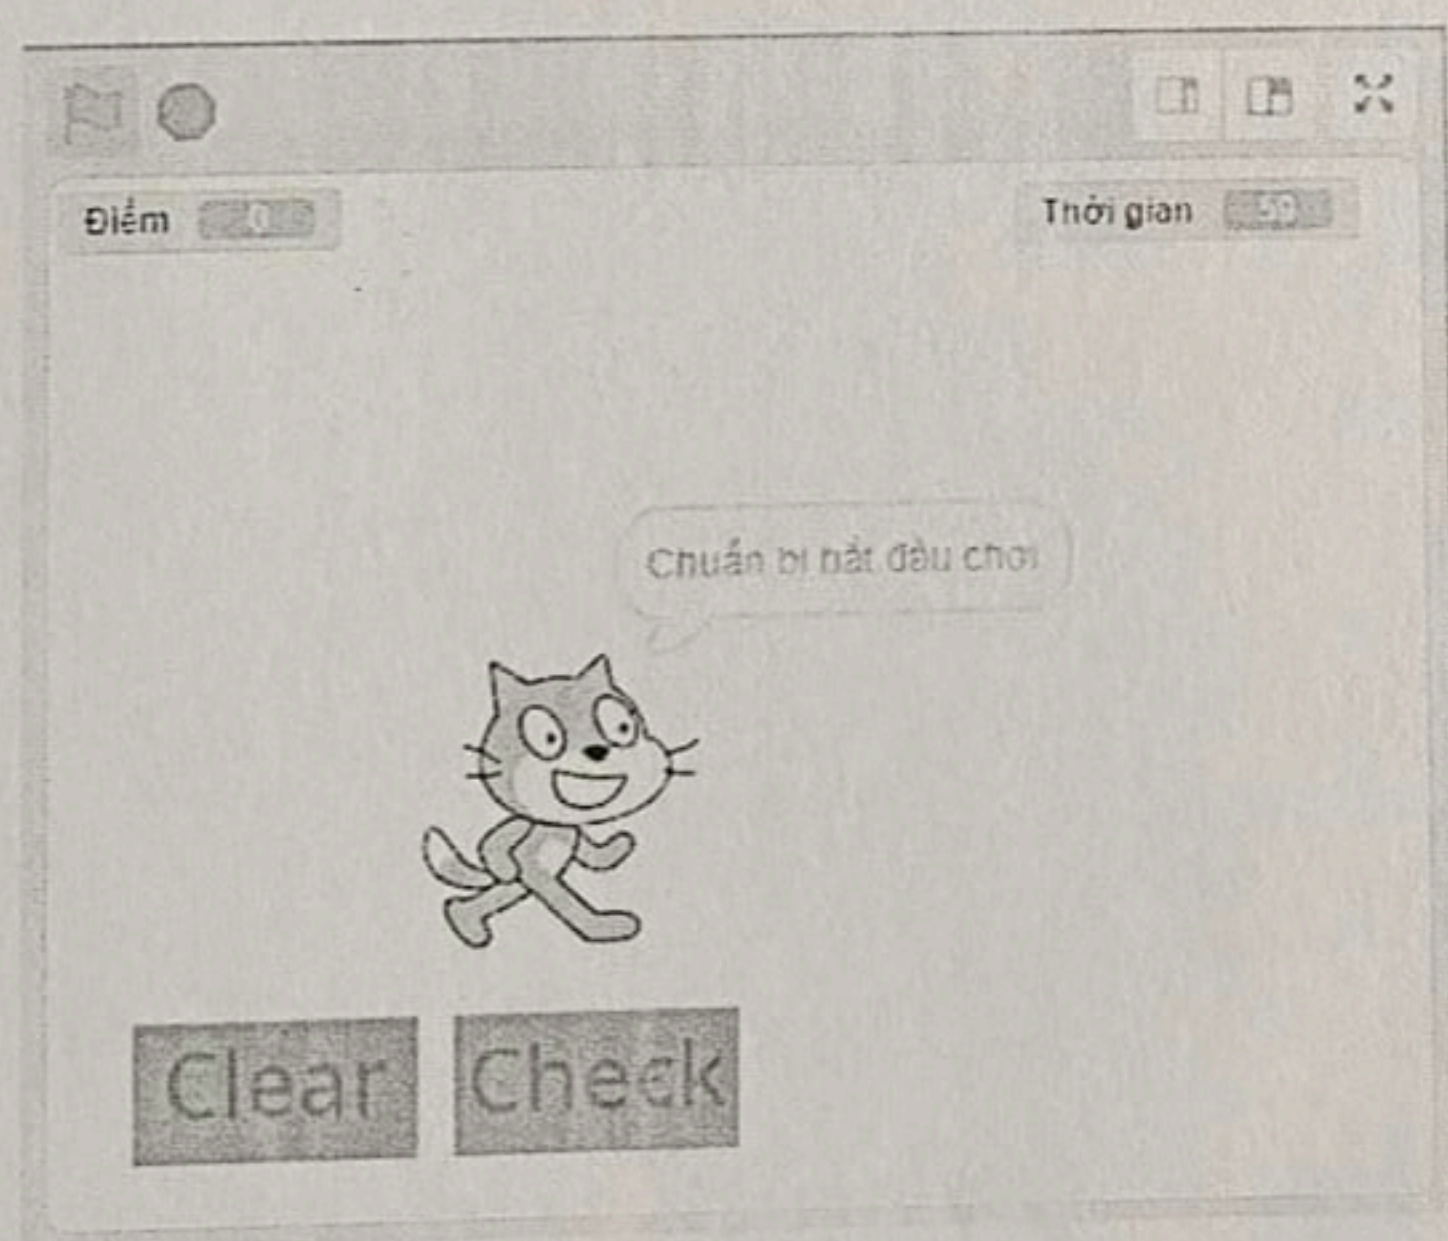 Điểm 0
Thời gian
Chuẩn bị bắt đầu chơi
Clear
Check